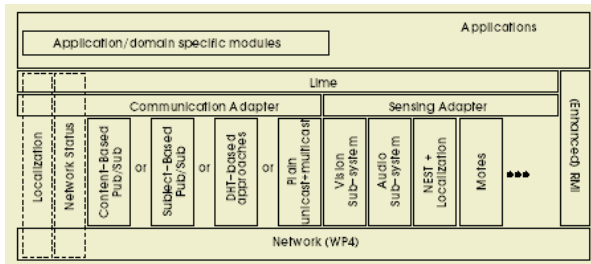 Applications
Application/domain specific modules
Lime
Communication Adapter
Sensing Adapter
Localization
Network Status
Content-Based
Pub/Sub
or
Subject-Based
Pub/Sub
or
DHT-based
approaches
or
Plain
unicast+multicast
Vision
Sub-system
Audio
Sub-system
NEST +
Localization
Motes
(Enhanced) RMI
Network (WP4)